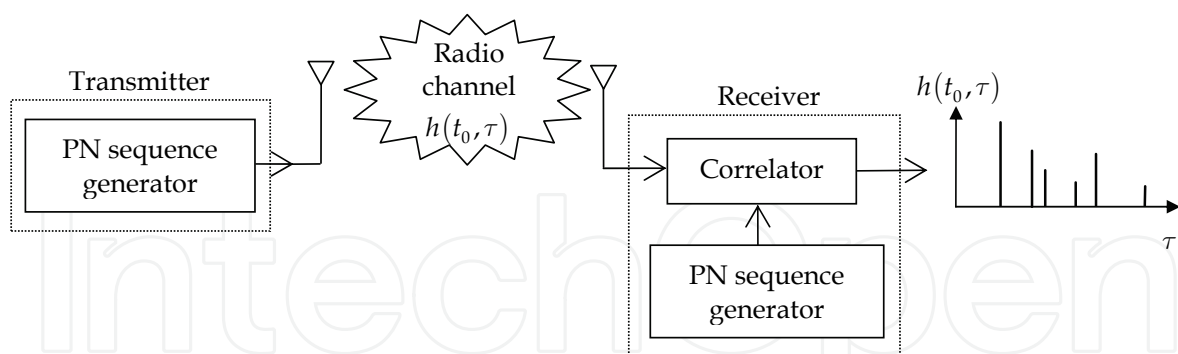 Transmitter
PN sequence
generator
Radio
channel
h(t₀,τ)
Receiver
Correlator
PN sequence
generator
h(t₀,τ)
τ
IntechOpen